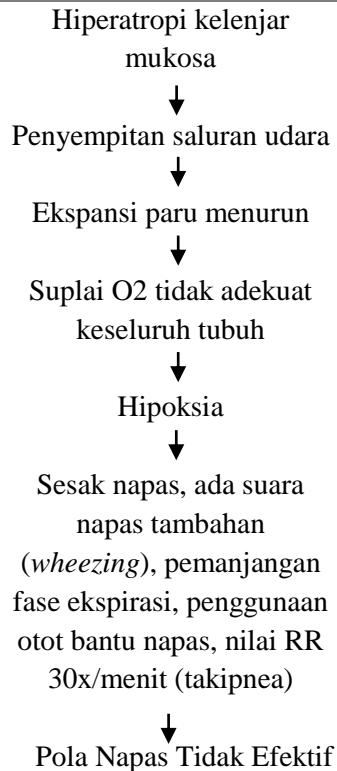 Hiperatropi kelenjar
mukosa
Penyempitan saluran udara
Ekspansi paru menurun
Suplai O2 tidak adekuat
keseluruh tubuh
Hipoksia
Sesak napas, ada suara
napas tambahan
(wheezing), pemanjangan
fase ekspirasi, penggunaan
otot bantu napas, nilai RR
30x/menit (takipnea)
Pola Napas Tidak Efektif